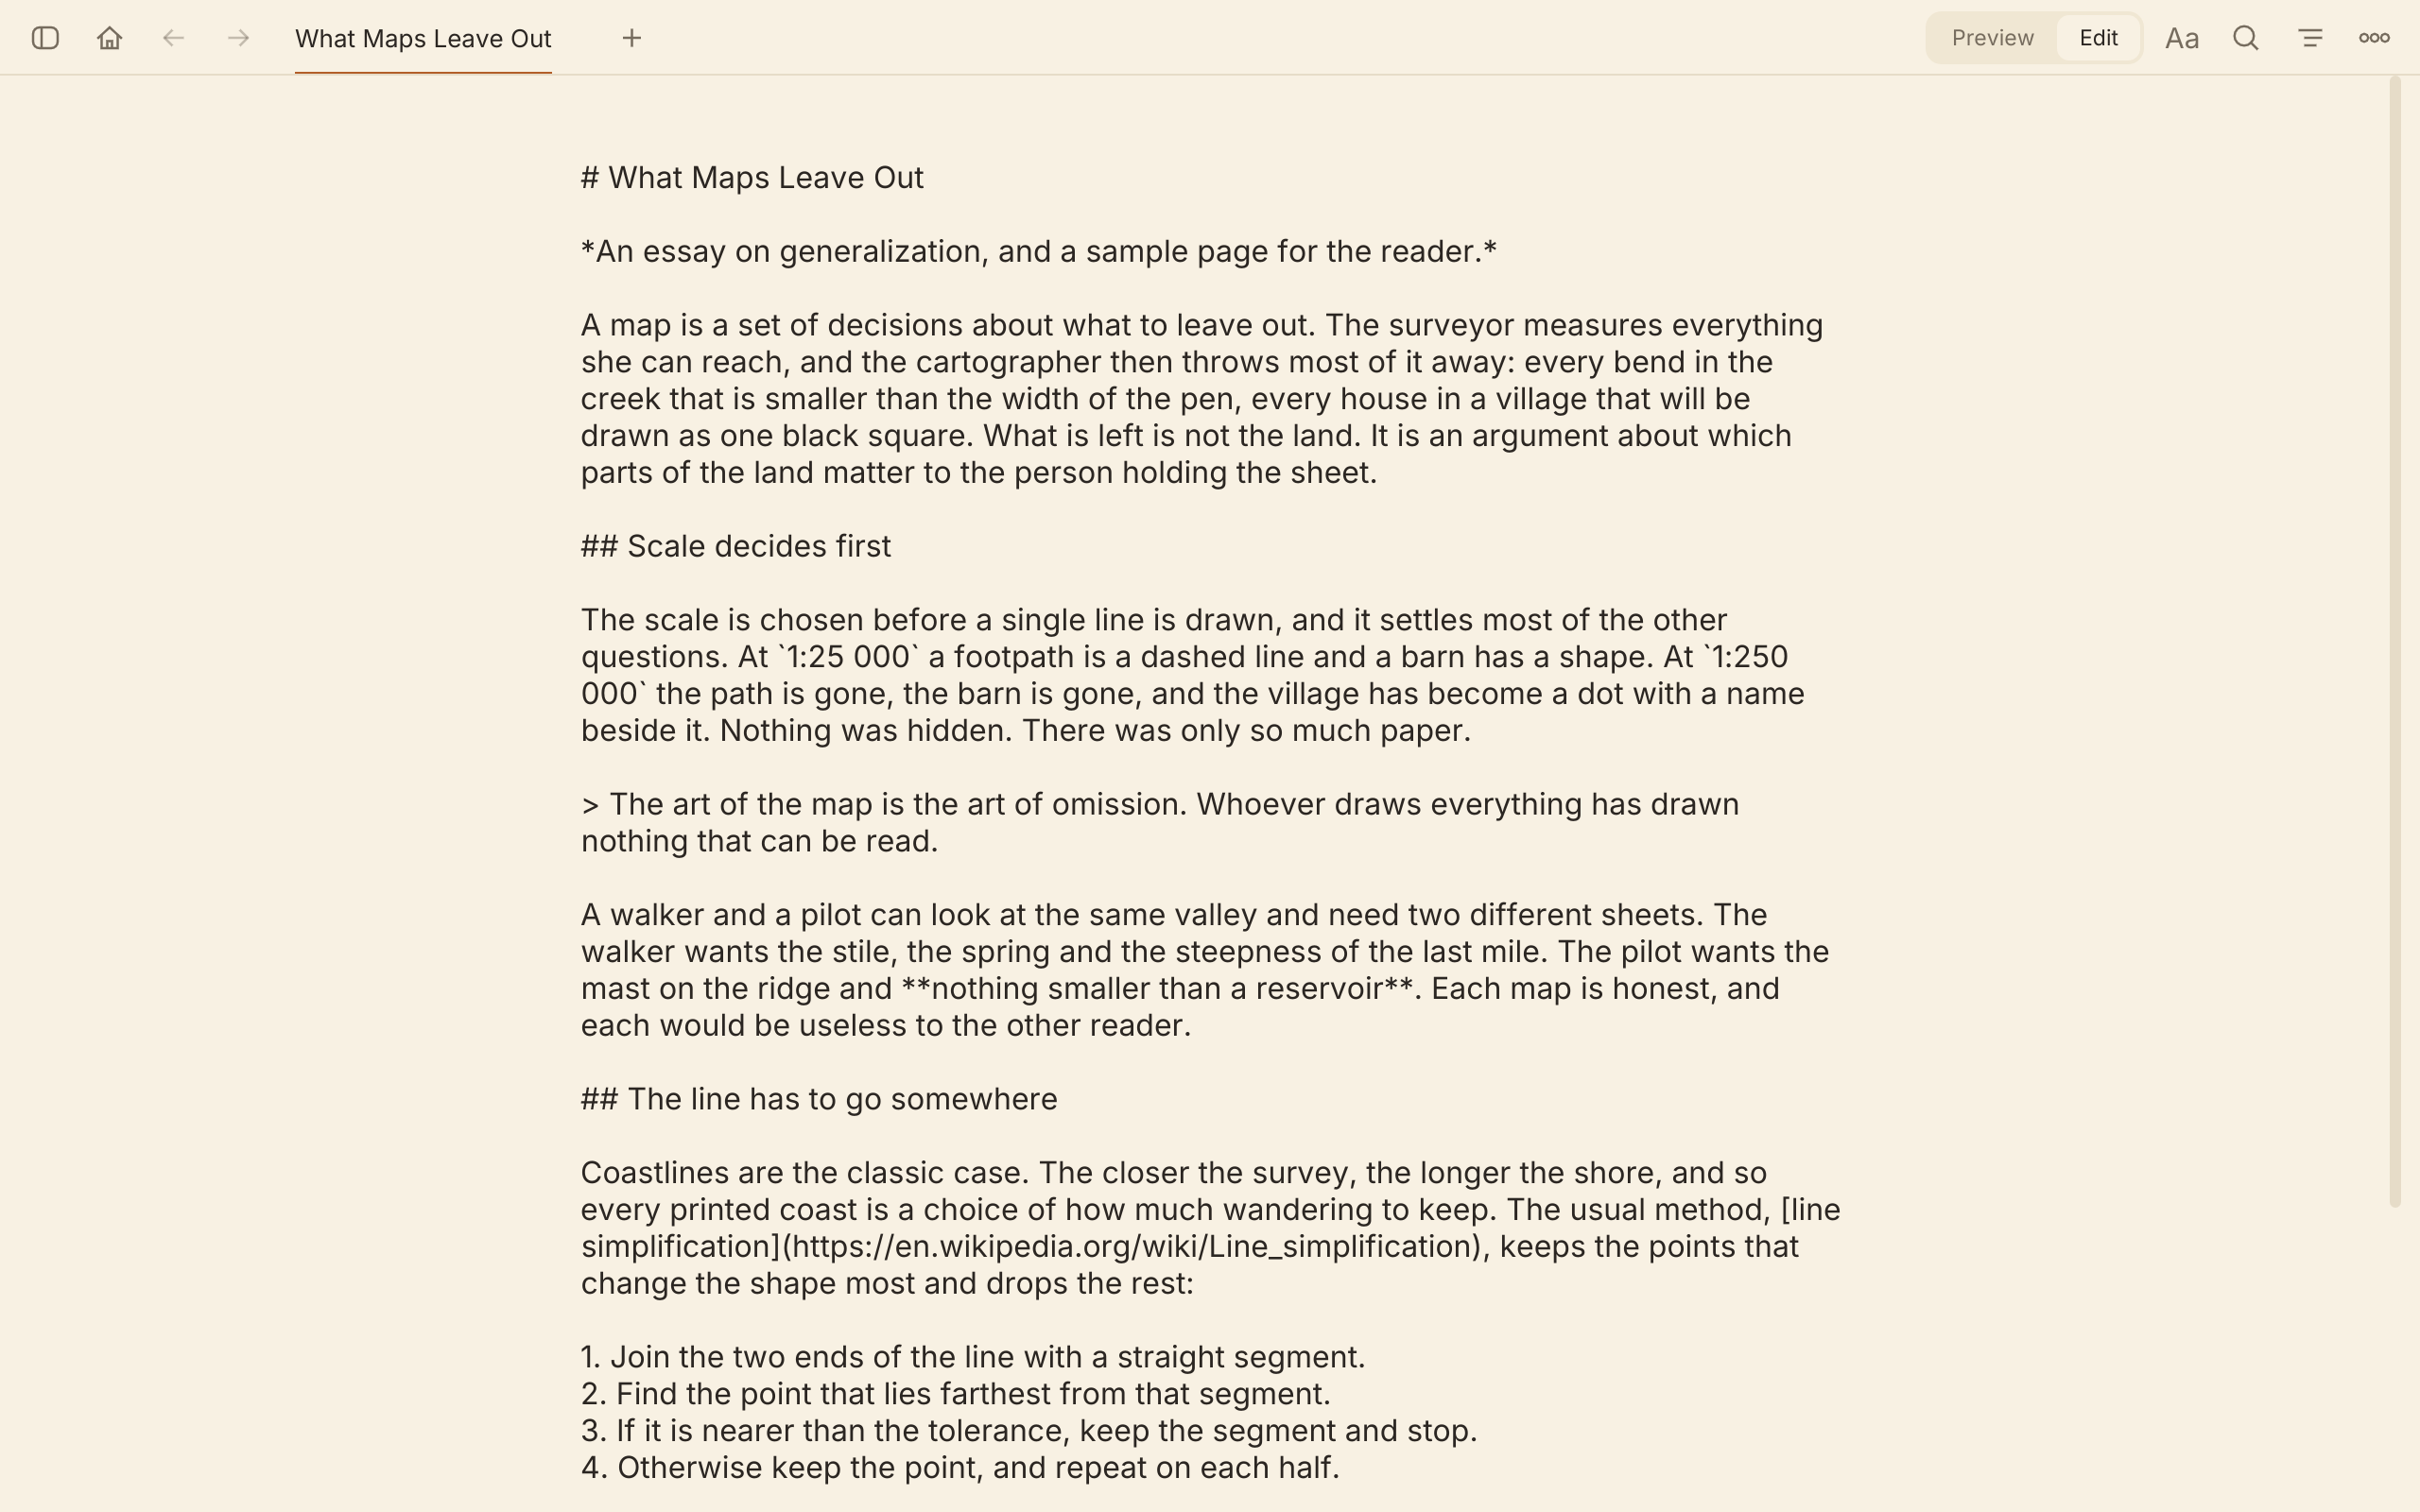 What Maps Leave Out
Preview
Edit
Aa
# What Maps Leave Out
*An essay on generalization, and a sample page for the reader.*
A map is a set of decisions about what to leave out. The surveyor measures everything
she can reach, and the cartographer then throws most of it away: every bend in the
creek that is smaller than the width of the pen, every house in a village that will be
drawn as one black square. What is left is not the land. It is an argument about which
parts of the land matter to the person holding the sheet.
## Scale decides first
The scale is chosen before a single line is drawn, and it settles most of the other
questions. At `1:25 000` a footpath is a dashed line and a barn has a shape. At `1:250
000` the path is gone, the barn is gone, and the village has become a dot with a name
beside it. Nothing was hidden. There was only so much paper.
> The art of the map is the art of omission. Whoever draws everything has drawn
nothing that can be read.
A walker and a pilot can look at the same valley and need two different sheets. The
walker wants the stile, the spring and the steepness of the last mile. The pilot wants the
mast on the ridge and **nothing smaller than a reservoir**. Each map is honest, and
each would be useless to the other reader.
## The line has to go somewhere
Coastlines are the classic case. The closer the survey, the longer the shore, and so
every printed coast is a choice of how much wandering to keep. The usual method, [line
simplification](https://en.wikipedia.org/wiki/Line_simplification), keeps the points that
change the shape most and drops the rest:
1. Join the two ends of the line with a straight segment.
2. Find the point that lies farthest from that segment.
3. If it is nearer than the tolerance, keep the segment and stop.
4. Otherwise keep the point, and repeat on each half.